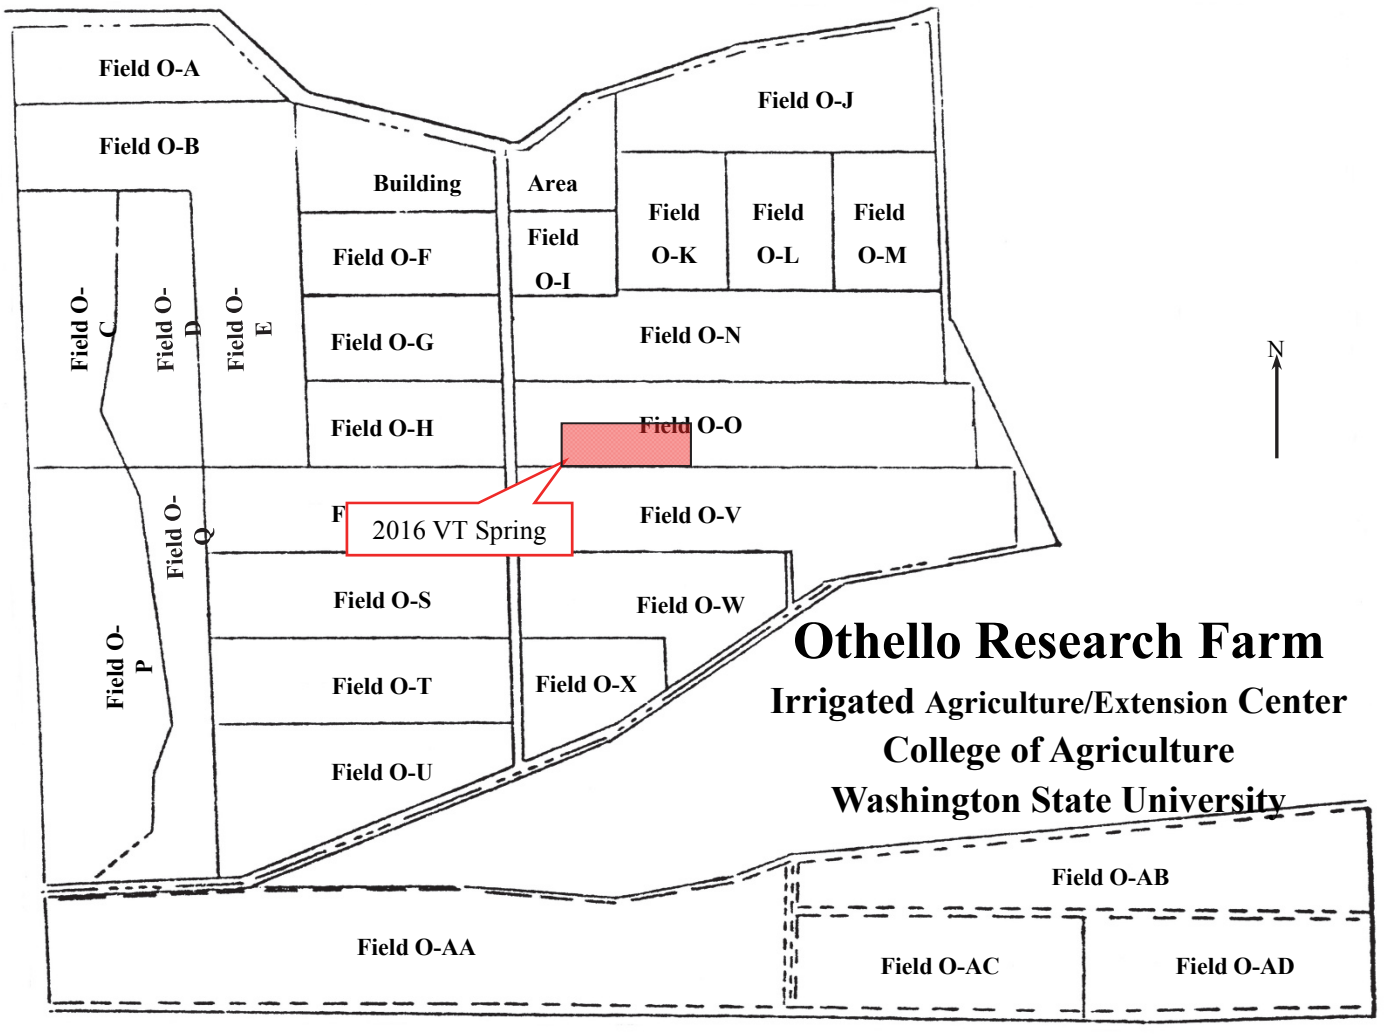 Field O-A
Field O-J
Field O-B
Building Area
Field
O-K
Field
O-L
Field
O-M
Field O-F
Field
O-I
Field O-
C
Field O-
D
Field O-
E
Field O-G
Field O-N
N
Field O-H
Field O-O
F
2016 VT Spring
Field O-V
Field O-
Q
Field O-S
Field O-W
Field O-
P
Field O-T
Field O-X
Field O-U
Othello Research Farm
Irrigated Agriculture/Extension Center
College of Agriculture
Washington State University
Field O-AB
Field O-AA
Field O-AC
Field O-AD